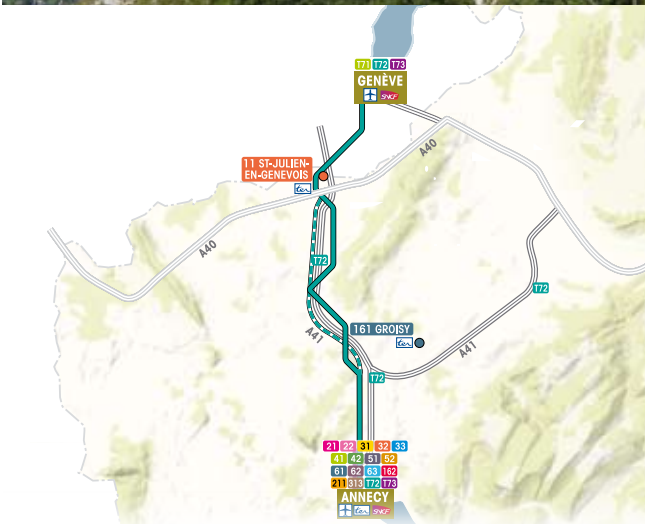 T71 T72 T73
GENÈVE
SNCF
A40
11 ST-JULIEN-
EN-GENEVOIS
ter
A40
T72
T72
161 GROISY
ter
A41
A41
T72
21 22 31 32 33
41 42 51 52
61 62 63 162
211 313 T72 T73
ANNECY
ter SNCF